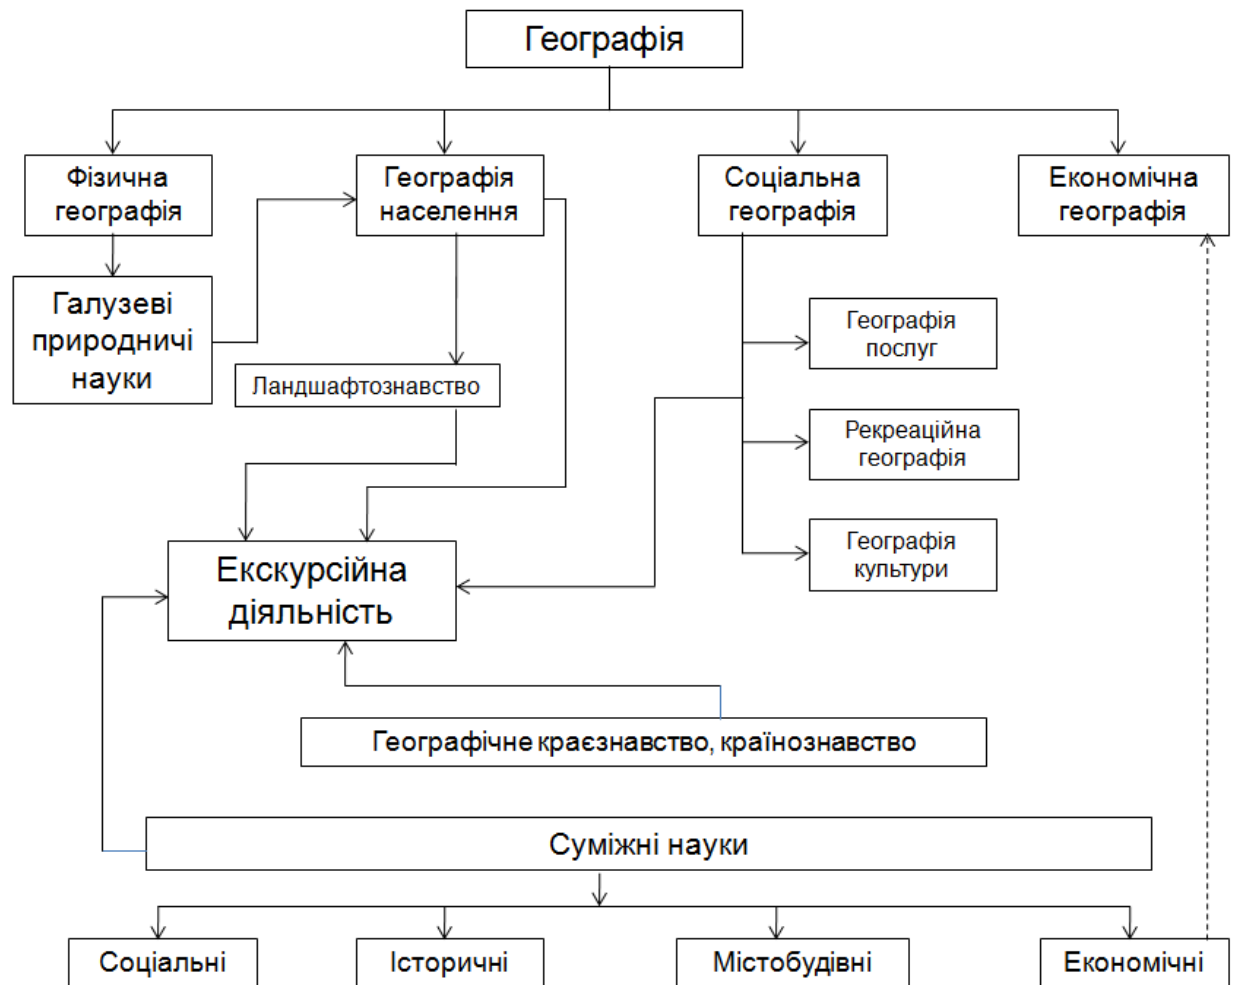 Географія
Фізична
географія
Географія
населення
Соціальна
географія
Економічна
географія
Галузеві
природничі
науки
Географія
послуг
Ландшафтознавство
Рекреаційна
географія
Географія
культури
Екскурсійна
діяльність
Географічне краєзнавство, країнознавство
Суміжні науки
Соціальні
Історичні
Містобудівні
Економічні